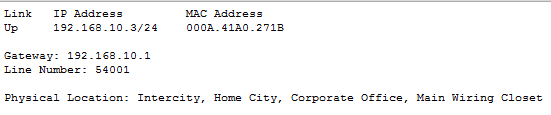 Link IP Address MAC Address
Up 192.168.10.3/24 000A.41A0.271B
Gateway: 192.168.10.1
Line Number: 54001
Physical Location: Intercity, Home City, Corporate Office, Main Wiring Closet